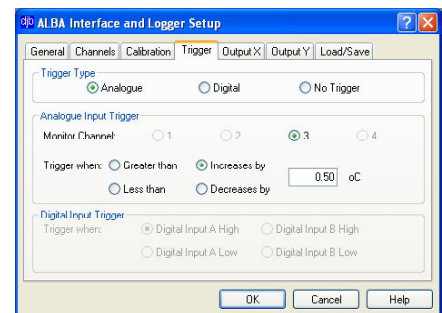 djb ALBA Interface and Logger Setup
General Channels Calibration Trigger Output X Output Y Load/Save
Trigger Type
Analogue Digital No Trigger
Analogue Input Trigger
Monitor Channel: 1 2 3 4
Trigger when: Greater than Increases by 0.50 oC
Less than Decreases by
Digital Input Trigger
Trigger when: Digital Input A High Digital Input B High
Digital Input A Low Digital Input B Low
OK Cancel Help